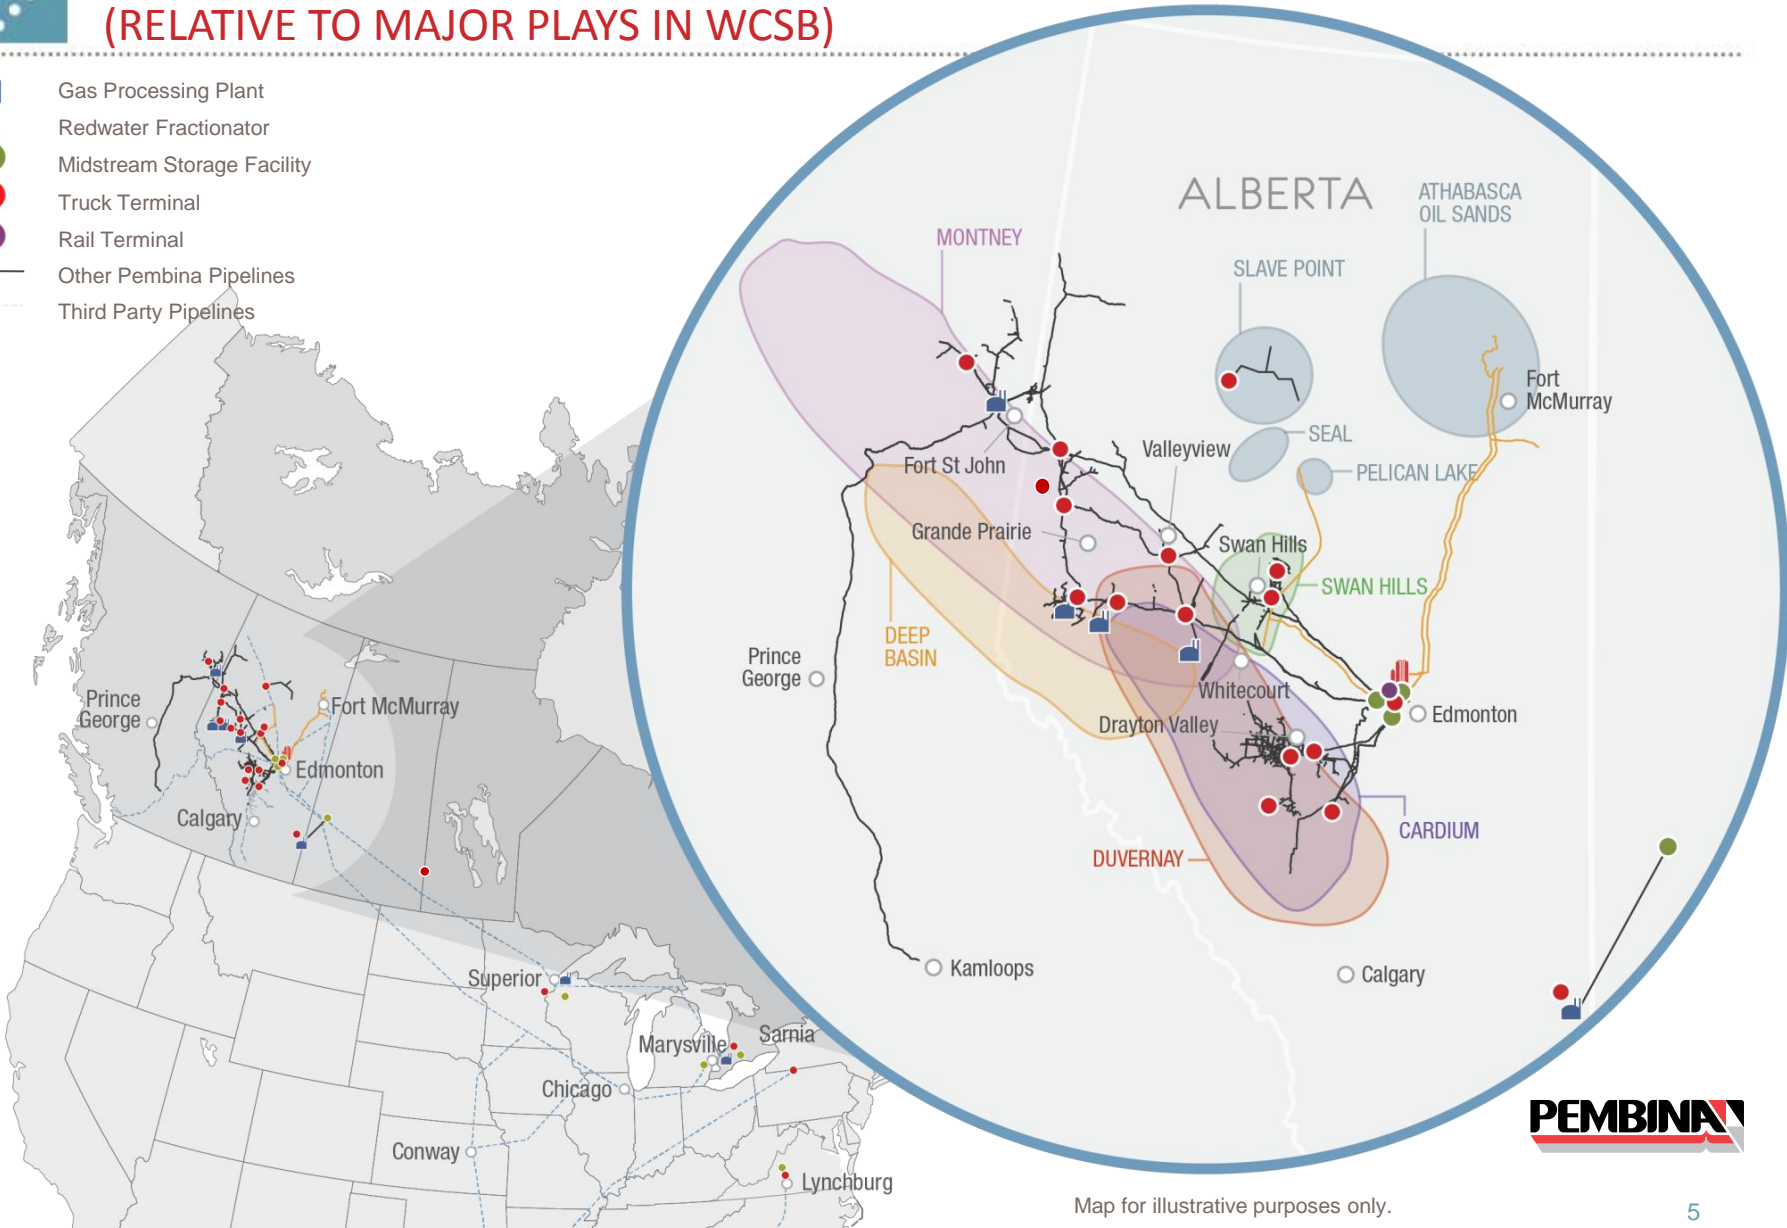 (RELATIVE TO MAJOR PLAYS IN WCSB)
Gas Processing Plant
Redwater Fractionator
Midstream Storage Facility
Truck Terminal
Rail Terminal
Other Pembina Pipelines
Third Party Pipelines
ALBERTA
ATHABASCA
OIL SANDS
MONTNEY
SLAVE POINT
Fort
McMurray
SEAL
Valleyview
Fort St John
PELICAN LAKE
Grande Prairie
Swan Hills
SWAN HILLS
DEEP
BASIN
Prince
George
Whitecourt
Drayton Valley
Edmonton
CARDIUM
DUVERNAY
Kamloops
Calgary
Prince
George
Fort McMurray
Edmonton
Calgary
Superior
Marysville
Sarnia
Chicago
Conway
Lynchburg
PEMBINA
Map for illustrative purposes only.
5